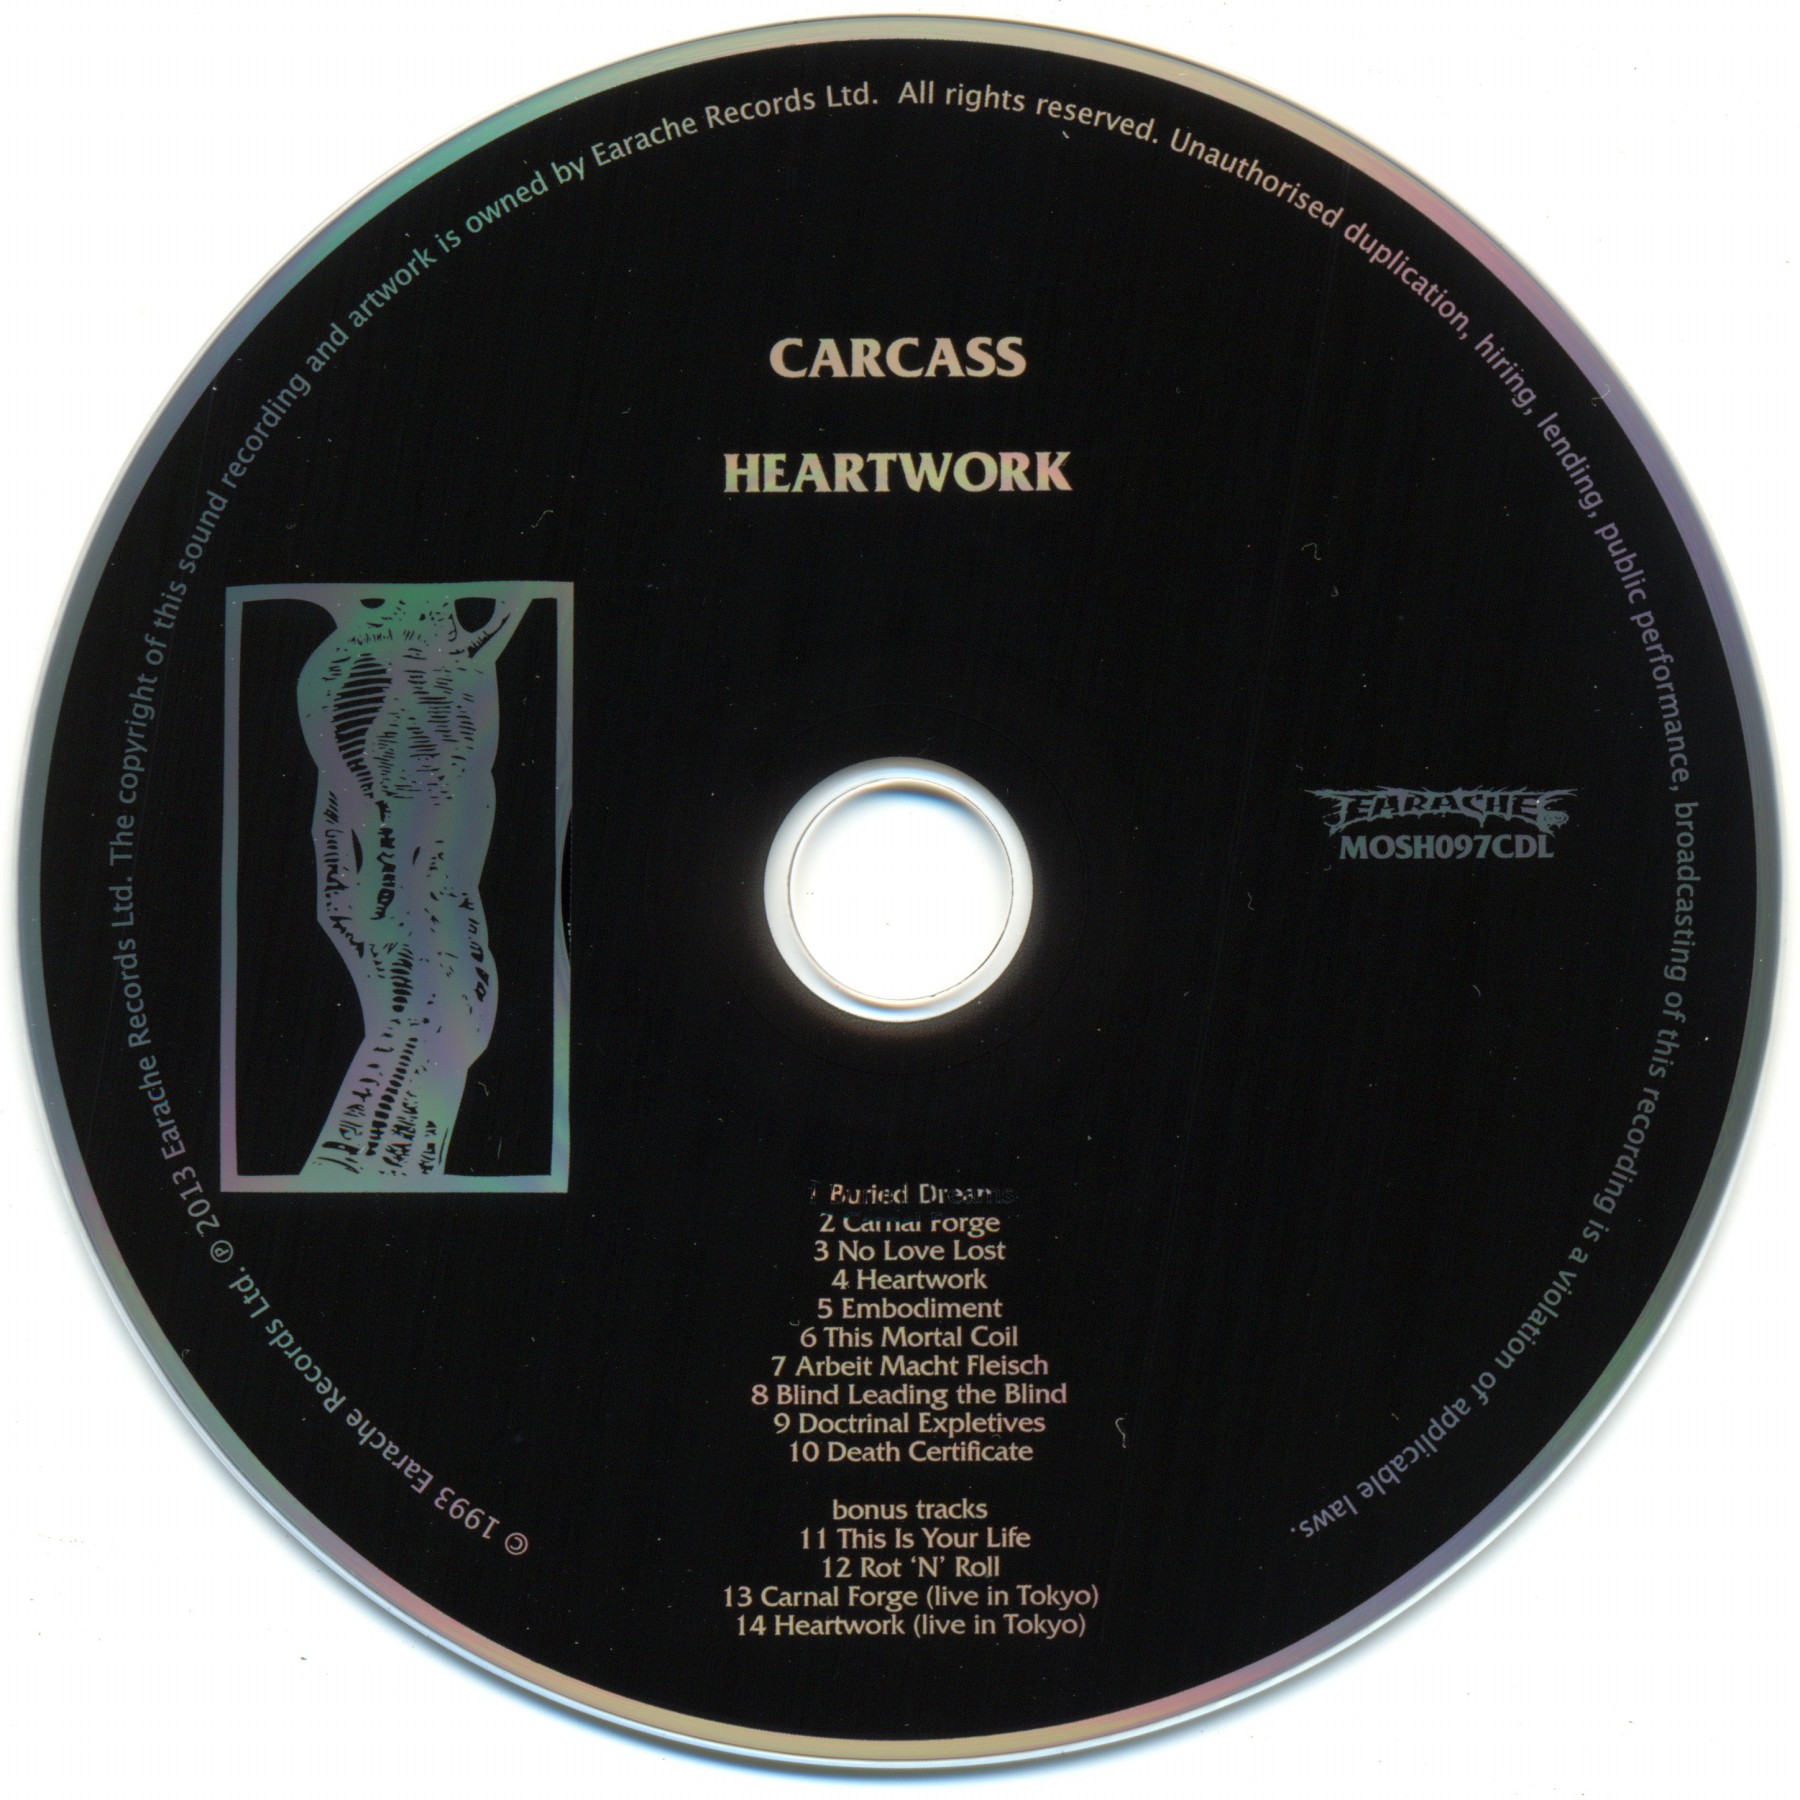 CARCASS
HEARTWORK
EARACHE
MOSH097CDL
1 Buried Dreams
2 Carnal Forge
3 No Love Lost
4 Heartwork
5 Embodiment
6 This Mortal Coil
7 Arbeit Macht Fleisch
8 Blind Leading the Blind
9 Doctrinal Expletives
10 Death Certificate
bonus tracks
11 This Is Your Life
12 Rot ‘N’ Roll
13 Carnal Forge (live in Tokyo)
14 Heartwork (live in Tokyo)
© 1993 Earache Records Ltd. ℗ 2013 Earache Records Ltd. The copyright of this sound recording and artwork is owned by Earache Records Ltd. All rights reserved. Unauthorised duplication, hiring, lending, public performance, broadcasting of this recording is a violation of applicable laws.